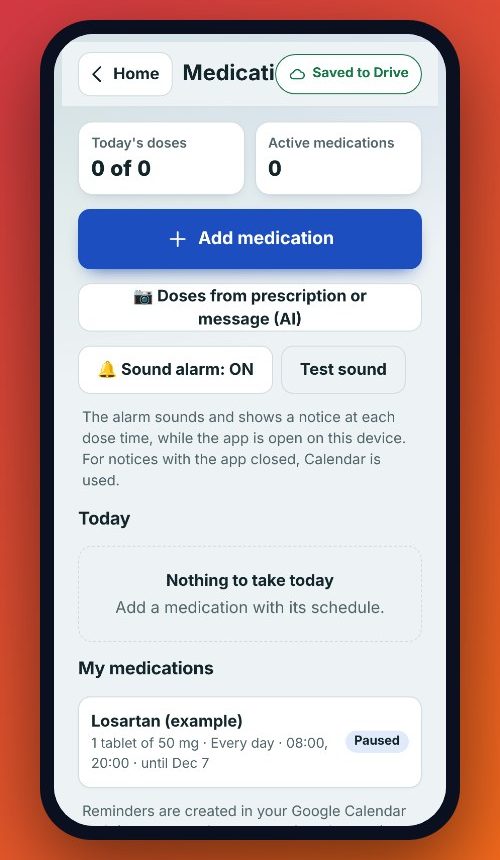 Home
Medicati
Saved to Drive
Today's doses
0 of 0
Active medications
0
Add medication
Doses from prescription or
message (AI)
Sound alarm: ON
Test sound
The alarm sounds and shows a notice at each
dose time, while the app is open on this device.
For notices with the app closed, Calendar is
used.
Today
Nothing to take today
Add a medication with its schedule.
My medications
Losartan (example)
1 tablet of 50 mg · Every day · 08:00,
20:00 · until Dec 7
Paused
Reminders are created in your Google Calendar